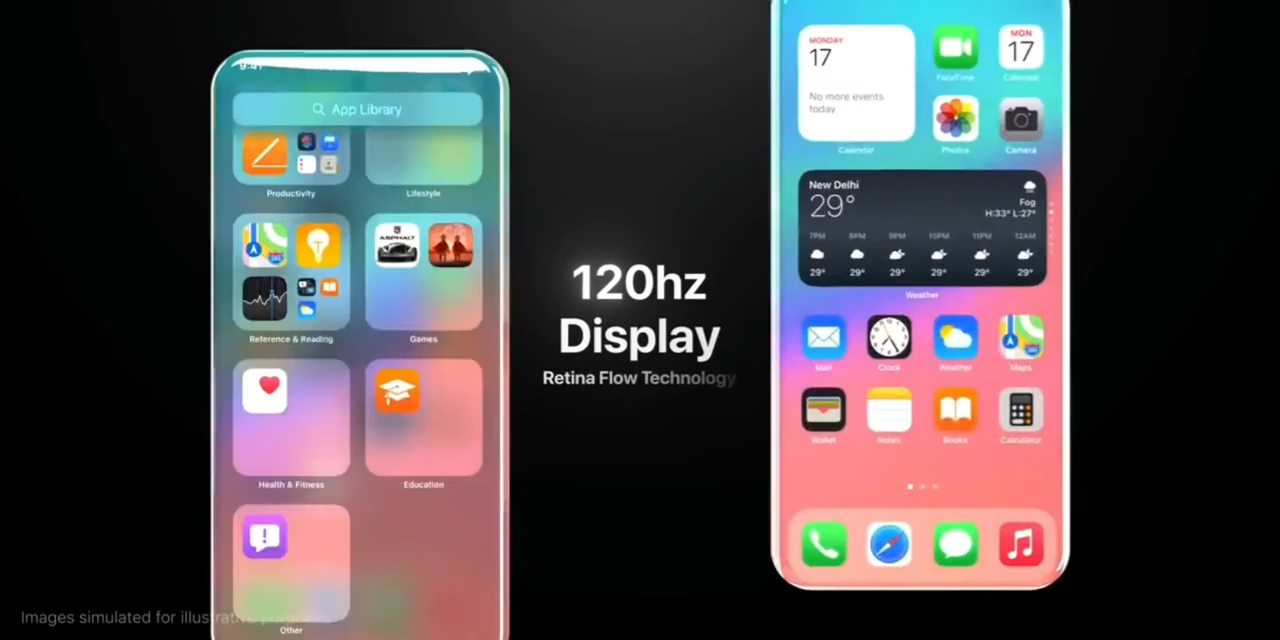 9:41
App Library
Productivity
Lifestyle
ASPHALT
Reference & Reading
Games
Health & Fitness
Education
Other
120hz
Display
Retina Flow Technology
MONDAY
17
No more events
today
Calendar
FaceTime
MON
17
Calendar
Photos
Camera
New Delhi
29°
Fog
H:33° L:27°
7PM 8PM 9PM 10PM 11PM 12AM
29° 29° 29° 29° 29° 29°
Weather
Mail Clock Weather Maps
Wallet Notes Books Calculator
Images simulated for illustrative